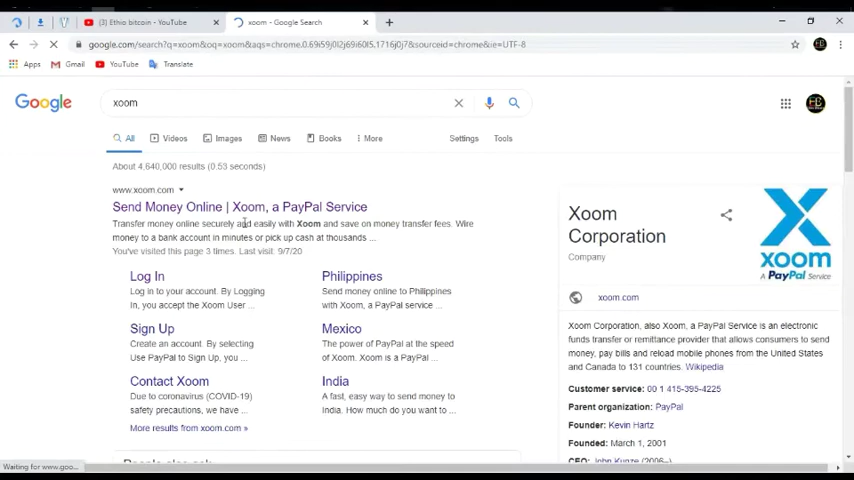 [3] Ethio bitcoin - YouTube
xoom - Google Search
google.com/search?q=xoom&oq=xoom&aqs=chrome.0.69i59j0l2j69i60l5.1716j0j7&sourceid=chrome&ie=UTF-8
Apps
Gmail
YouTube
Translate
Google
xoom
All
Videos
Images
News
Books
More
Settings
Tools
About 4,640,000 results (0.53 seconds)
www.xoom.com
Send Money Online | Xoom, a PayPal Service
Transfer money online securely and easily with Xoom and save on money transfer fees. Wire
money to a bank account in minutes or pick up cash at thousands ...
You've visited this page 3 times. Last visit: 9/7/20
Log In
Log in to your account. By Logging
In, you accept the Xoom User ...
Philippines
Send money online to Philippines
with Xoom, a PayPal service ...
Sign Up
Create an account. By selecting
Use PayPal to Sign Up, you ...
Mexico
The power of PayPal at the speed
of Xoom. Xoom is a PayPal ...
Contact Xoom
Due to coronavirus (COVID-19)
safety precautions, we have ...
India
A fast, easy way to send money to
India. How much do you want to ...
More results from xoom.com »
Xoom
Corporation
Company
xoom
A PayPal Service
xoom.com
Xoom Corporation, also Xoom, a PayPal Service is an electronic
funds transfer or remittance provider that allows consumers to send
money, pay bills and reload mobile phones from the United States
and Canada to 131 countries. Wikipedia
Customer service: 00 1 415-395-4225
Parent organization: PayPal
Founder: Kevin Hartz
Founded: March 1, 2001
CEO: John Kunze (2006–)
People also ask
Waiting for www.goo...